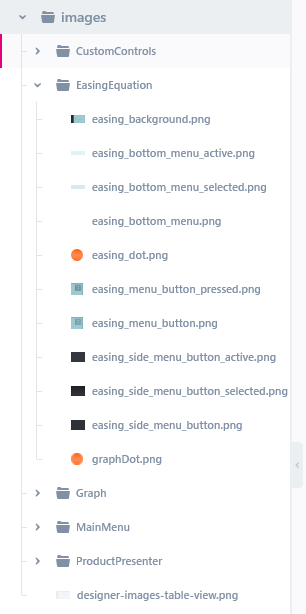 images
CustomControls
EasingEquation
easing_background.png
easing_bottom_menu_active.png
easing_bottom_menu_selected.png
easing_bottom_menu.png
easing_dot.png
easing_menu_button_pressed.png
easing_menu_button.png
easing_side_menu_button_active.png
easing_side_menu_button_selected.png
easing_side_menu_button.png
graphDot.png
Graph
MainMenu
ProductPresenter
designer-images-table-view.png